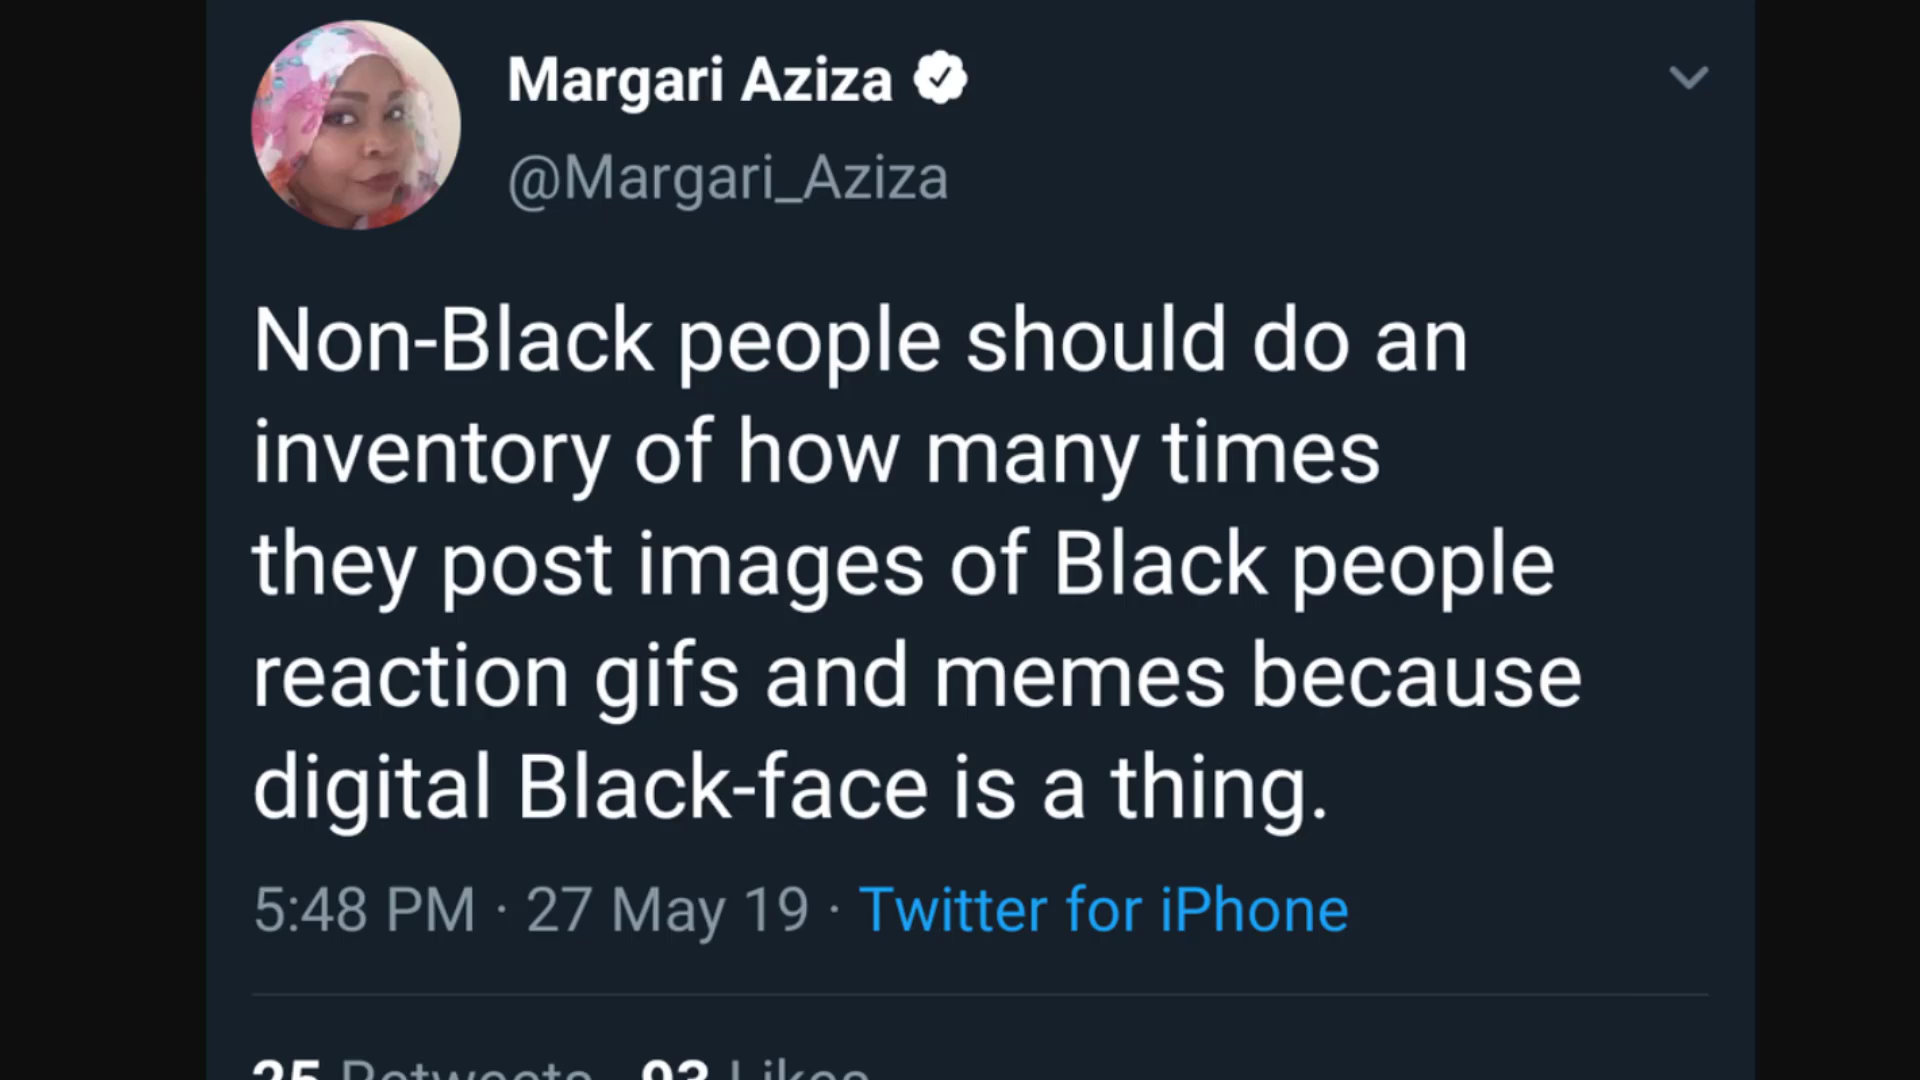 Margari Aziza
@Margari_Aziza
Non-Black people should do an
inventory of how many times
they post images of Black people
reaction gifs and memes because
digital Black-face is a thing.
5:48 PM · 27 May 19 · Twitter for iPhone
25 Retweets 93 Likes